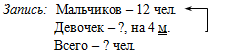 Запись: Мальчиков – 12 чел.
Девочек – ?, на 4 м.
Всего – ? чел.